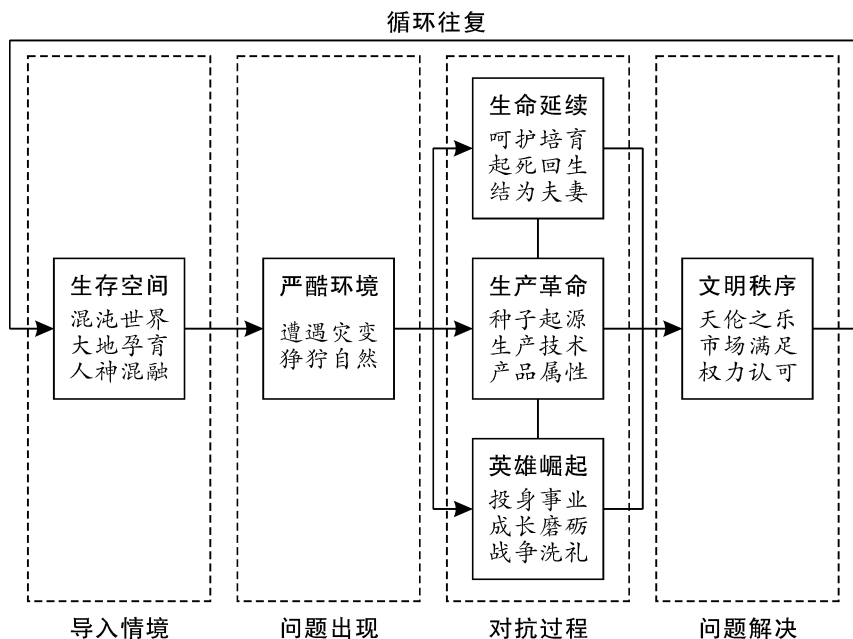 循环往复
生存空间
混沌世界
大地孕育
人神混融
严酷环境
遭遇灾变
狰狞自然
生命延续
呵护培育
起死回生
结为夫妻
生产革命
种子起源
生产技术
产品属性
英雄崛起
投身事业
成长磨砺
战争洗礼
文明秩序
天伦之乐
市场满足
权力认可
导入情境
问题出现
对抗过程
问题解决